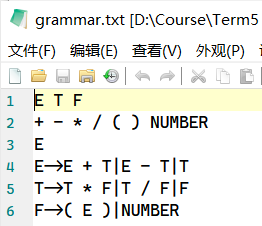 grammar.txt [D:\Course\Term5
文件(F) 编辑(E) 查看(V) 外观(P)
1 E T F
2 + - * / ( ) NUMBER
3 E
4 E->E + T|E - T|T
5 T->T * F|T / F|F
6 F->( E )|NUMBER